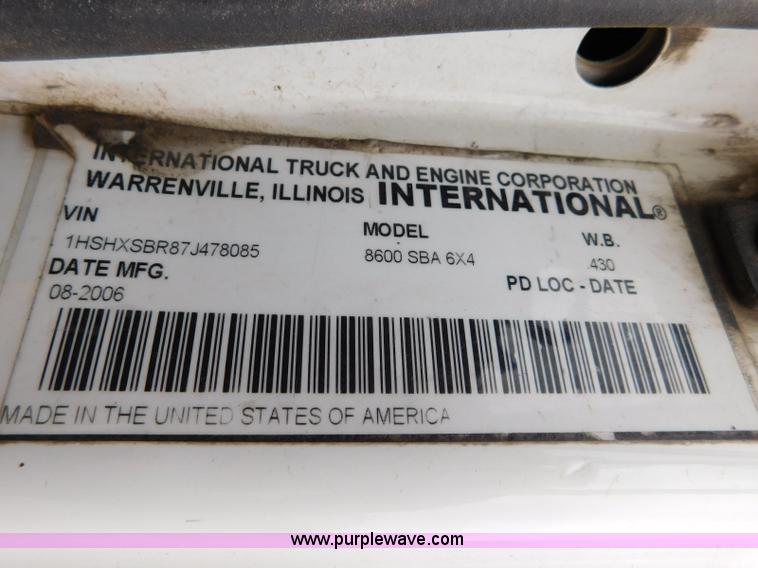 INTERNATIONAL TRUCK AND ENGINE CORPORATION
WARRENVILLE, ILLINOIS INTERNATIONAL®
VIN MODEL W.B.
1HSHXSBR87J478085 8600 SBA 6X4 .430
DATE MFG. PD LOC - DATE
08-2006
MADE IN THE UNITED STATES OF AMERICA
www.purplewave.com